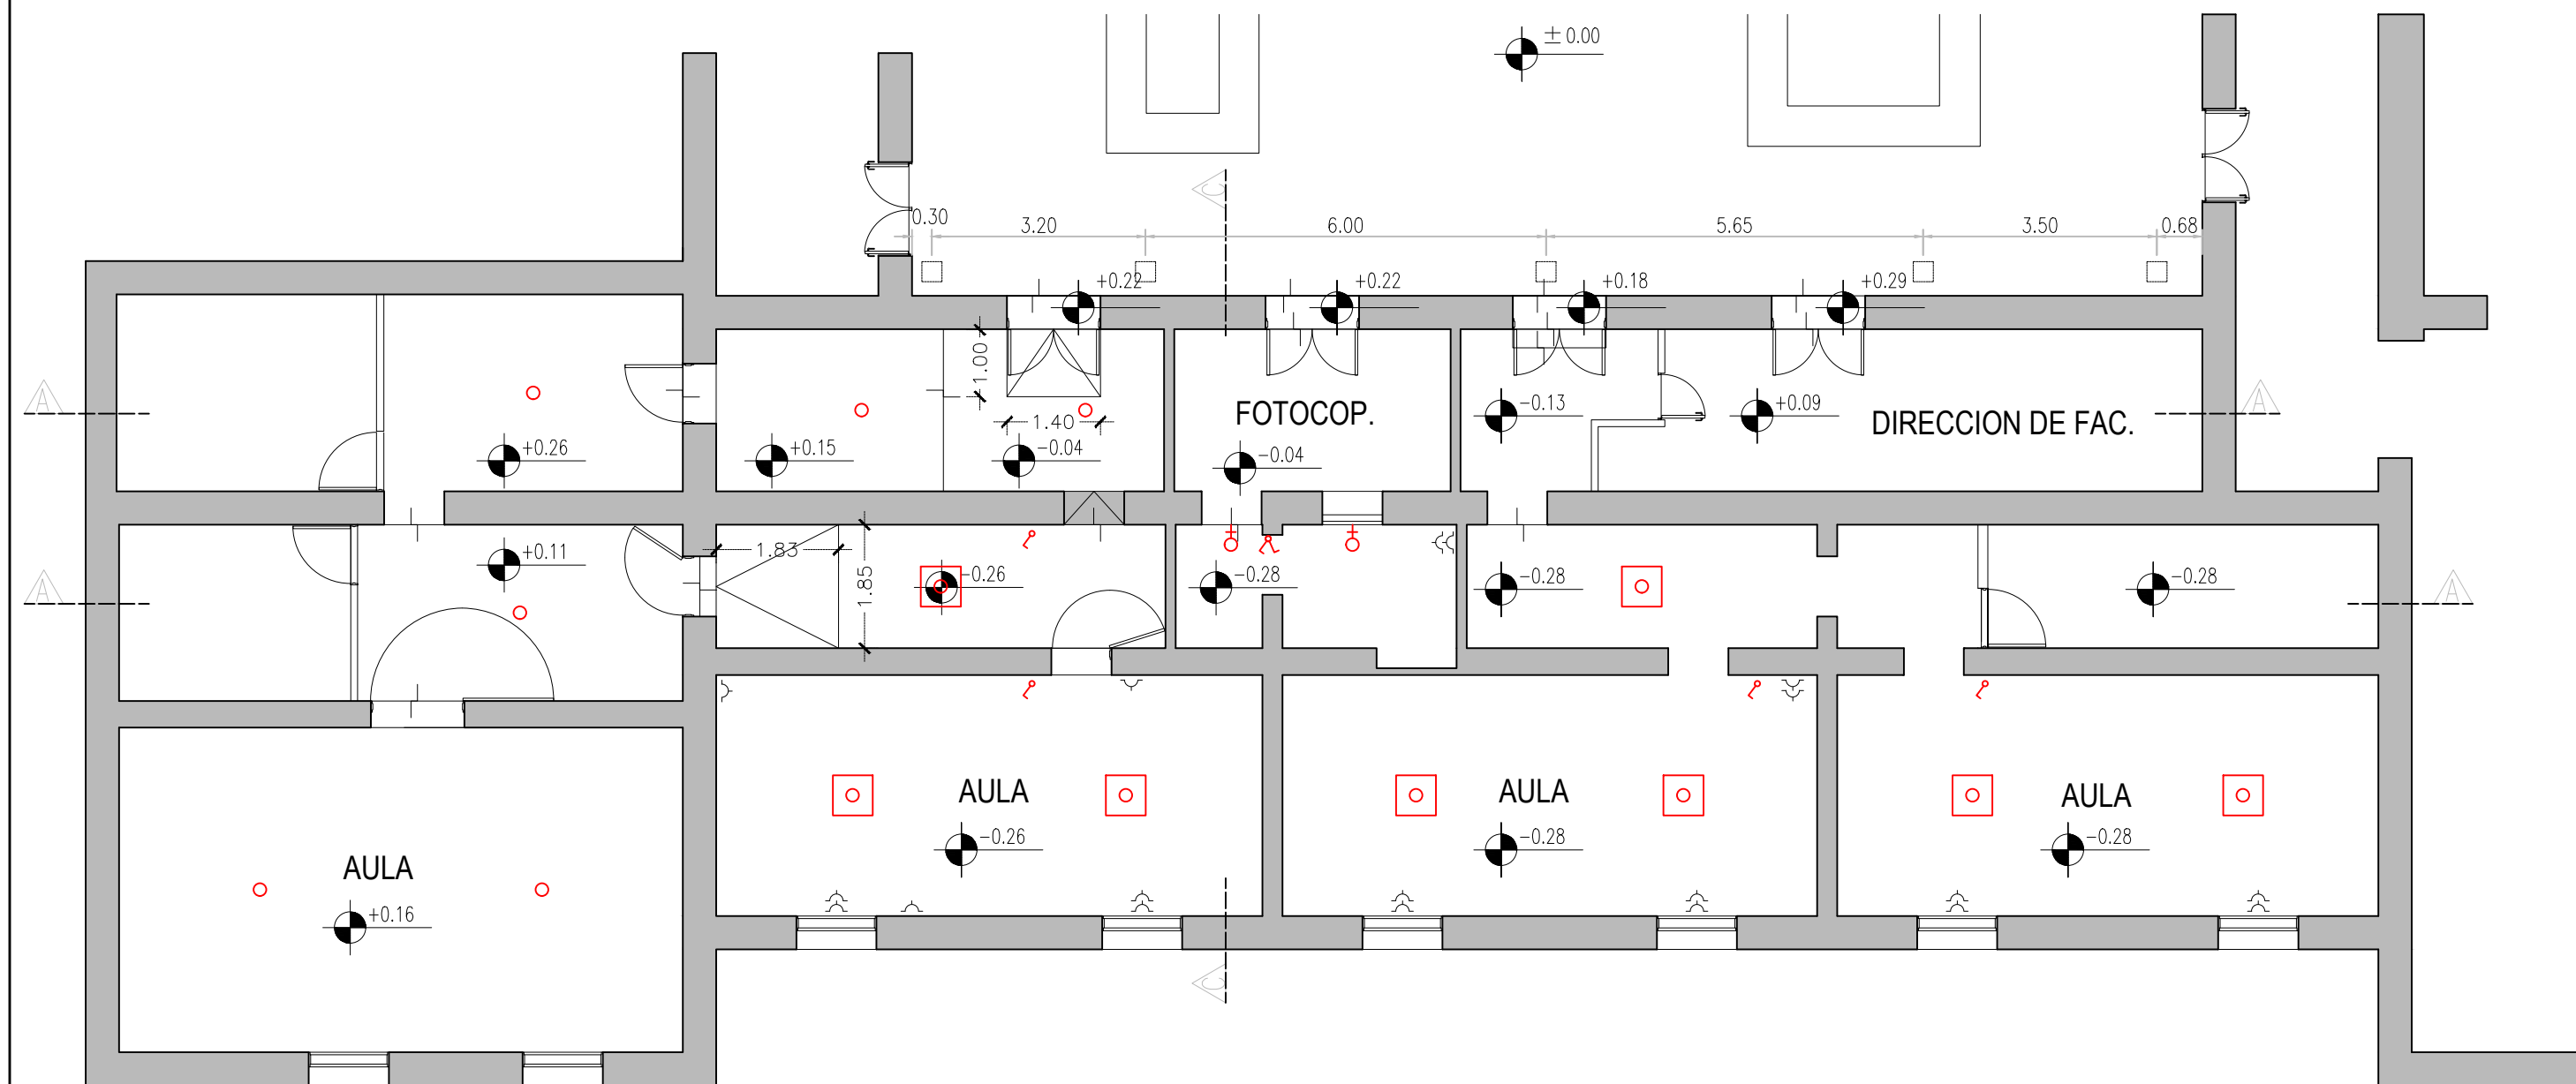 ± 0.00
C
0.30
3.20
6.00
5.65
3.50
0.68
+0.22
+0.22
+0.18
+0.29
1.00
A
FOTOCOP.
-0.13
+0.09
DIRECCION DE FAC.
A
1.40
+0.26
+0.15
-0.04
-0.04
+0.11
1.83
1.85
-0.26
-0.28
-0.28
-0.28
A
A
AULA
AULA
AULA
-0.26
-0.28
-0.28
AULA
+0.16
C